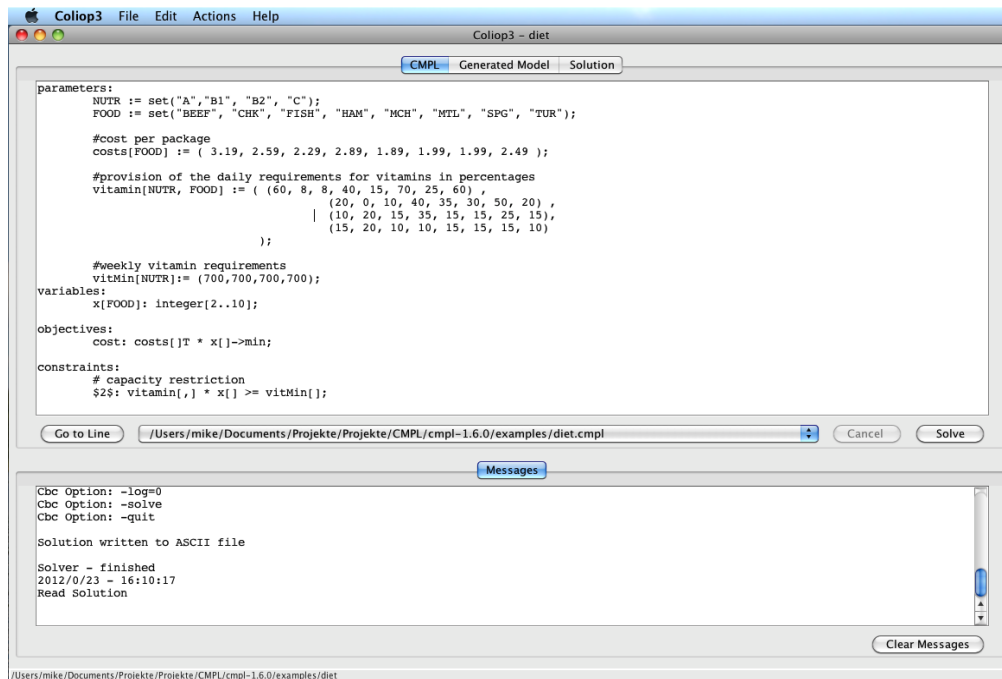 Coliop3 File Edit Actions Help
Coliop3 - diet
CMPL Generated Model Solution
parameters:
NUTR := set("A","B1", "B2", "C");
FOOD := set("BEEF", "CHK", "FISH", "HAM", "MCH", "MTL", "SPG", "TUR");
#cost per package
costs[FOOD] := ( 3.19, 2.59, 2.29, 2.89, 1.89, 1.99, 1.99, 2.49 );
#provision of the daily requirements for vitamins in percentages
vitamin[NUTR, FOOD] := ( (60, 8, 8, 40, 15, 70, 25, 60) ,
(20, 0, 10, 40, 35, 30, 50, 20) ,
(10, 20, 15, 35, 15, 15, 25, 15),
(15, 20, 10, 10, 15, 15, 15, 10)
);
#weekly vitamin requirements
vitMin[NUTR]:= (700,700,700,700);
variables:
x[FOOD]: integer[2..10];
objectives:
cost: costs[]T * x[]->min;
constraints:
# capacity restriction
$2$: vitamin[,] * x[] >= vitMin[];
Go to Line /Users/mike/Documents/Projekte/Projekte/CMPL/cmpl-1.6.0/examples/diet.cmpl Cancel Solve
Messages
Cbc Option: -log=0
Cbc Option: -solve
Cbc Option: -quit
Solution written to ASCII file
Solver - finished
2012/0/23 - 16:10:17
Read Solution
Clear Messages
/Users/mike/Documents/Projekte/Projekte/CMPL/cmpl-1.6.0/examples/diet